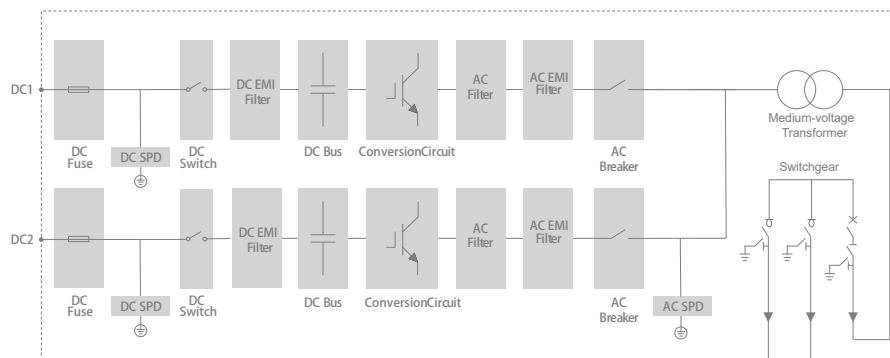 DC1
DC EMI
Filter
AC
Filter
AC EMI
Filter
Medium-voltage
Transformer
DC
Fuse
DC SPD
DC
Switch
DC Bus
ConversionCircuit
AC
Breaker
Switchgear
DC2
DC EMI
Filter
AC
Filter
AC EMI
Filter
DC
Fuse
DC SPD
DC
Switch
DC Bus
ConversionCircuit
AC
Breaker
AC SPD